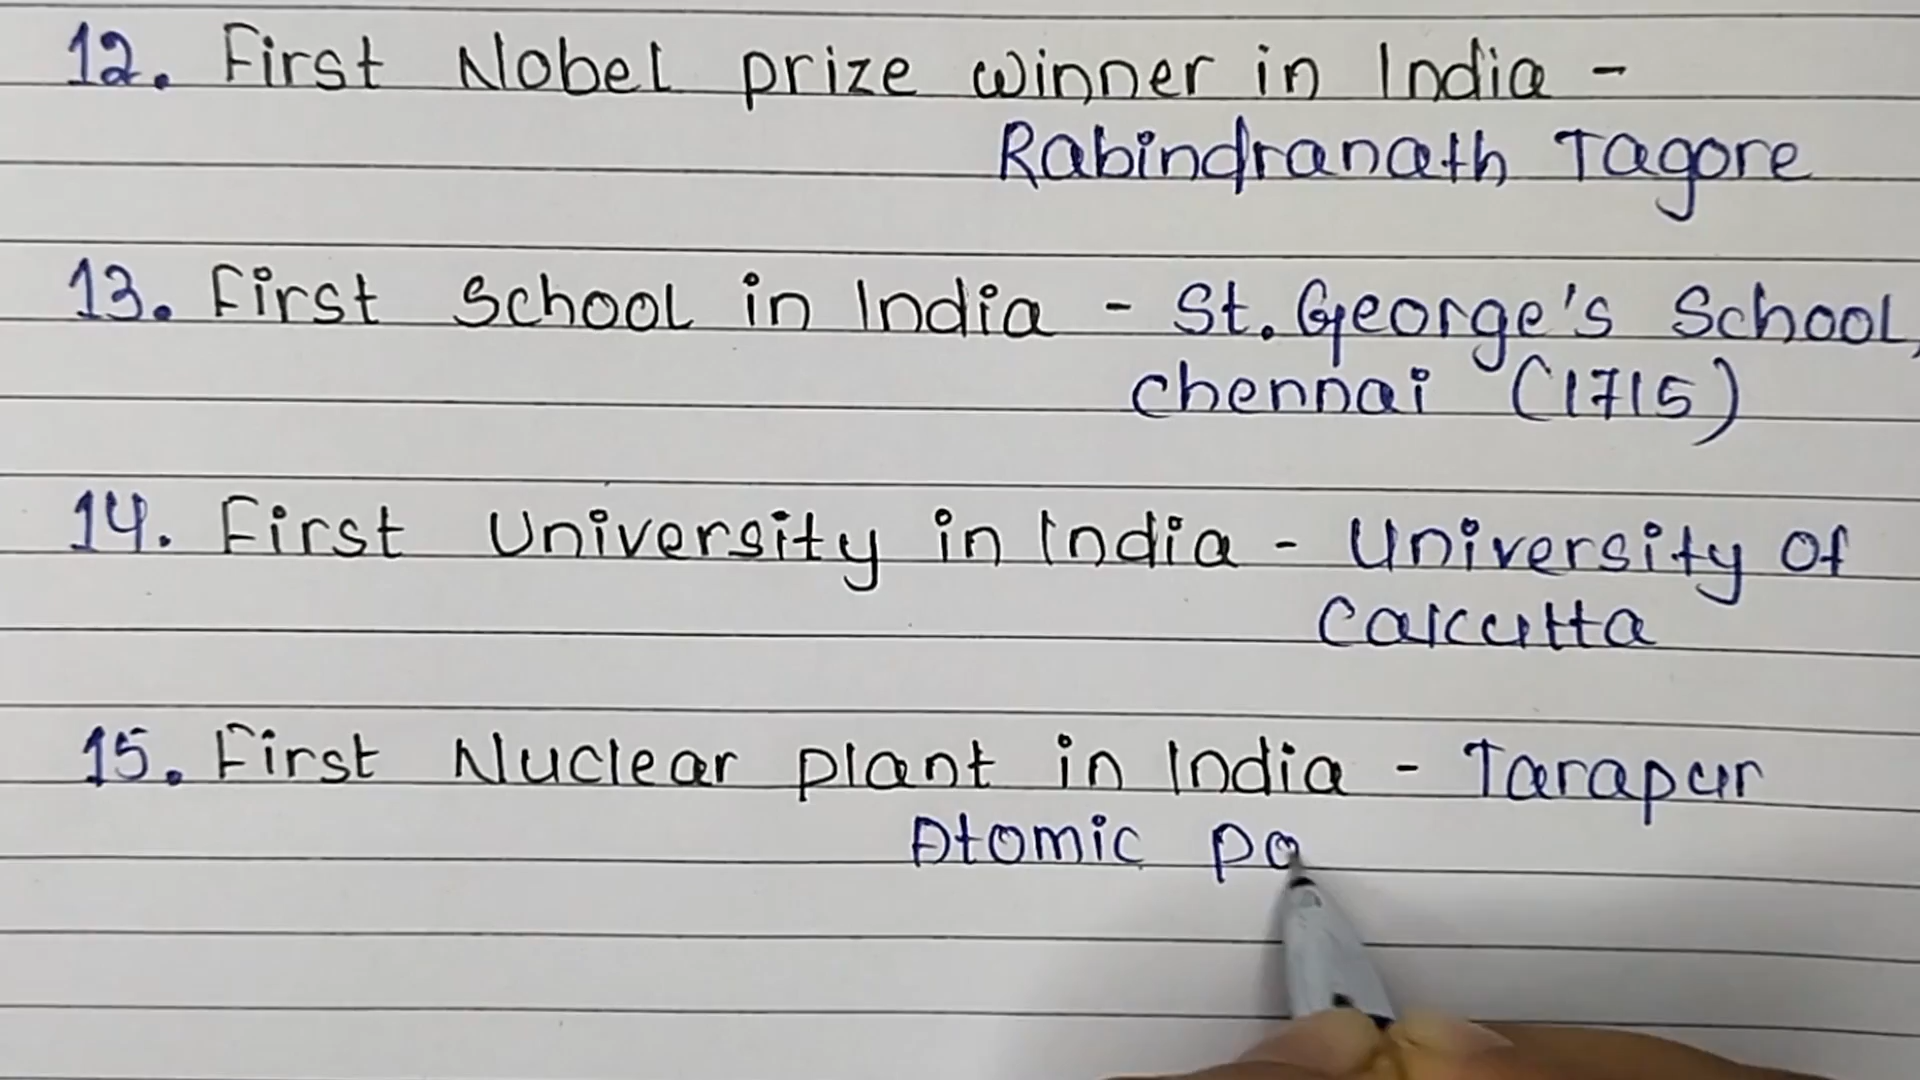 12. First Nobel prize winner in India -
Rabindranath Tagore
13. First School in India - St. George's School,
Chennai (1715)
14. First University in India - University Of
Calcutta
15. First Nuclear plant in India - Tarapur
Atomic po